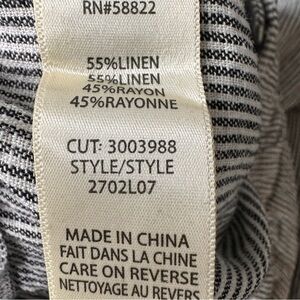 RN#58822
55%LINEN
55%LINEN
45%RAYON
45%RAYONNE
CUT: 3003988
STYLE/STYLE
2702L07
MADE IN CHINA
FAIT DANS LA CHINE
CARE ON REVERSE
NETTOYAGE AU REVERS